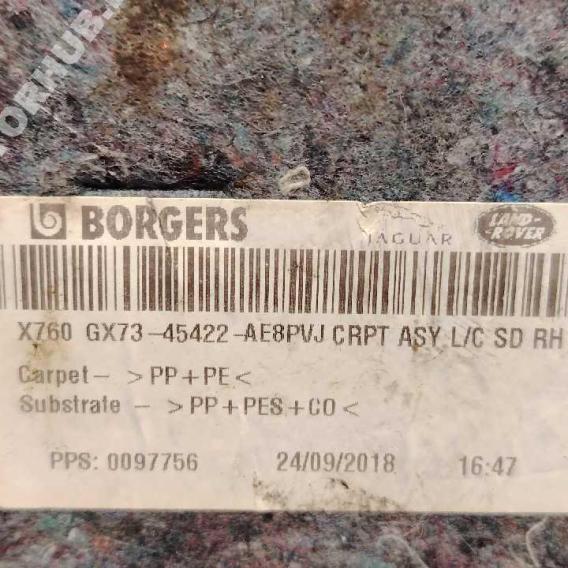 BORGERS
JAGUAR
LAND-
ROVER
X760 GX73-45422-AE8PVJ CRPT ASY L/C SD RH
Carpet- >PP+PE<
Substrate - >PP+PES+CO<
PPS: 0097756 24/09/2018 16:47